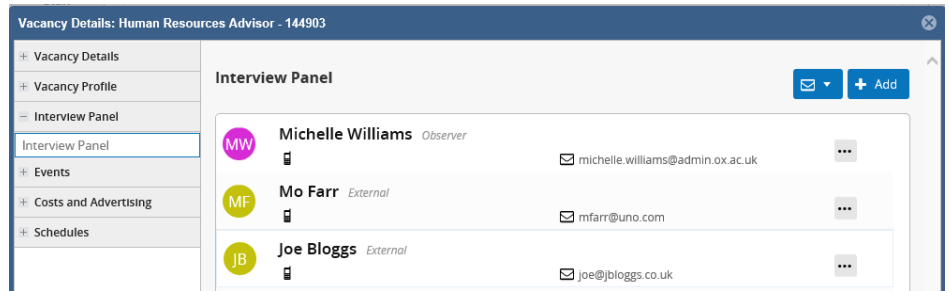 Vacancy Details: Human Resources Advisor - 144903
Vacancy Details
Vacancy Profile
Interview Panel
Interview Panel
Events
Costs and Advertising
Schedules
Interview Panel
Add
MW
Michelle Williams Observer
michelle.williams@admin.ox.ac.uk
MF
Mo Farr External
mfarr@uno.com
JB
Joe Bloggs External
joe@jbloggs.co.uk